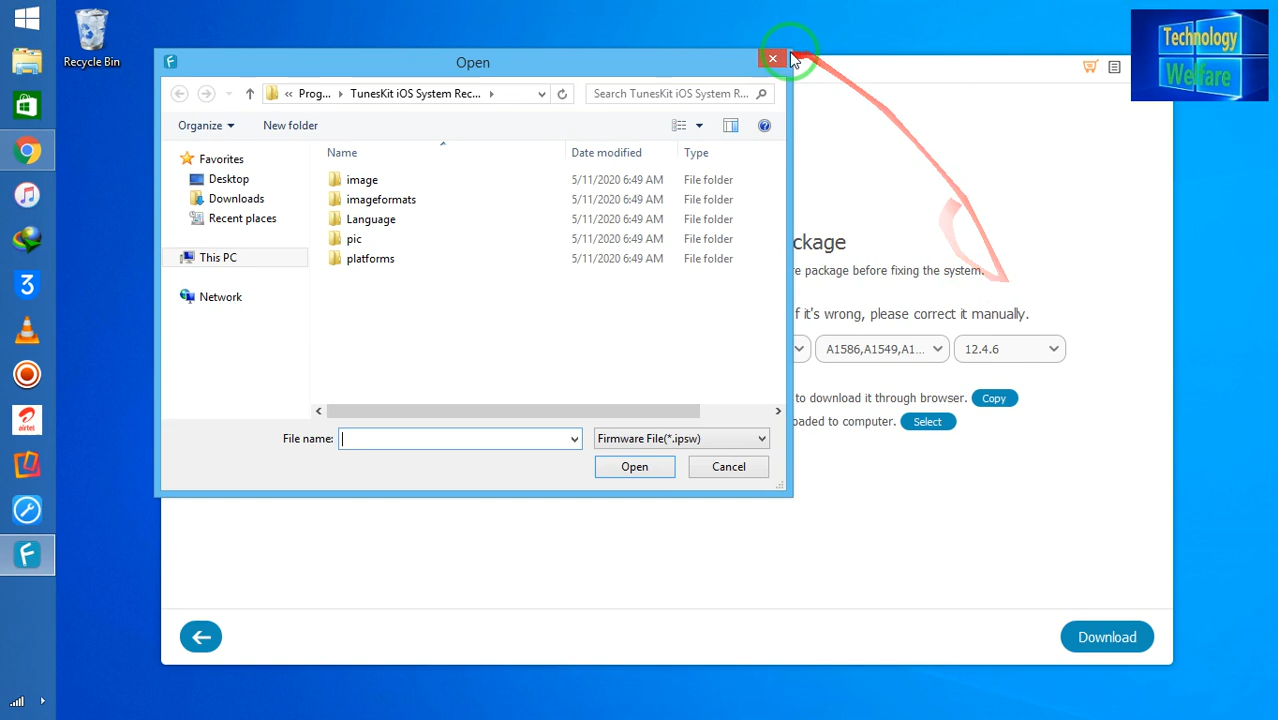 Recycle Bin
Technology
Welfare
Open
Prog...
TunesKit iOS System Rec...
Search TunesKit iOS System R...
Organize
New folder
Name
Date modified
Type
Favorites
Desktop
Downloads
Recent places
This PC
Network
image 5/11/2020 6:49 AM File folder
imageformats 5/11/2020 6:49 AM File folder
Language 5/11/2020 6:49 AM File folder
pic 5/11/2020 6:49 AM File folder
platforms 5/11/2020 6:49 AM File folder
File name:
Firmware File(*.ipsw)
Open
Cancel
ckage
re package before fixing the system.
f it's wrong, please correct it manually.
A1586,A1549,A1... 12.4.6
to download it through browser. Copy
oaded to computer. Select
Download
3
airtel